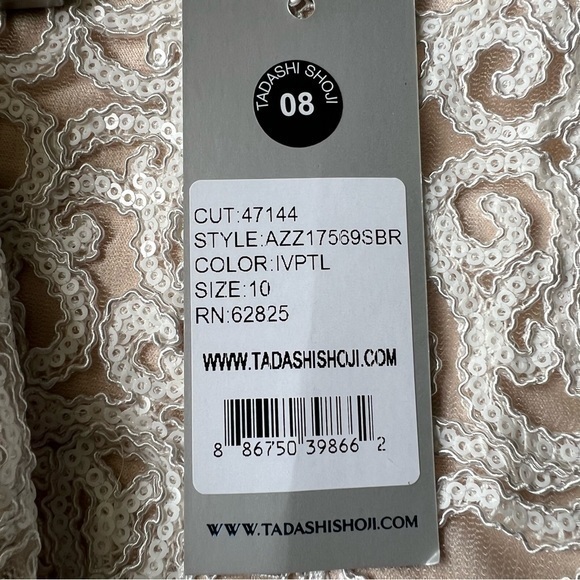 TADASHI SHOJI
08
CUT:47144
STYLE:AZZ17569SBR
COLOR:IVPTL
SIZE:10
RN:62825
WWW.TADASHISHOJI.COM
8 86750 39866 2
WWW.TADASHISHOJI.COM